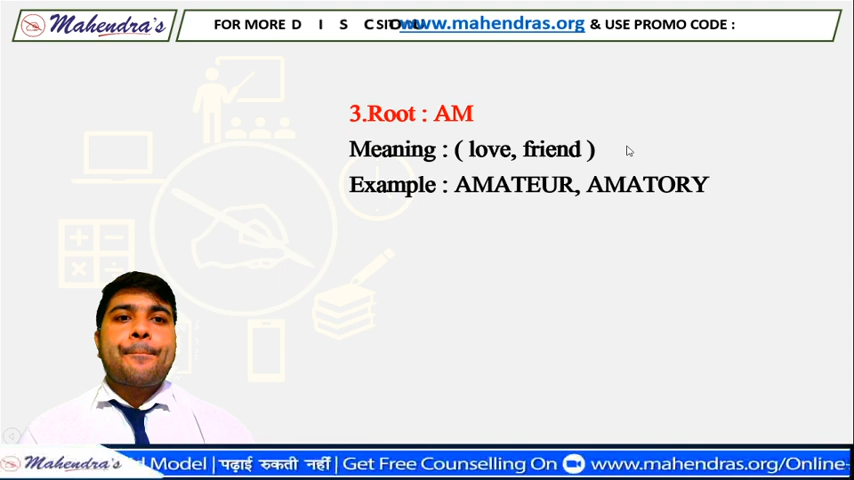 Mahendra's
FOR MORE D I S C SITOU www.mahendras.org & USE PROMO CODE :
3.Root : AM
Meaning : ( love, friend )
Example : AMATEUR, AMATORY
Mahendra's d Model | पढ़ाई रुकती नहीं | Get Free Counselling On www.mahendras.org/Online-